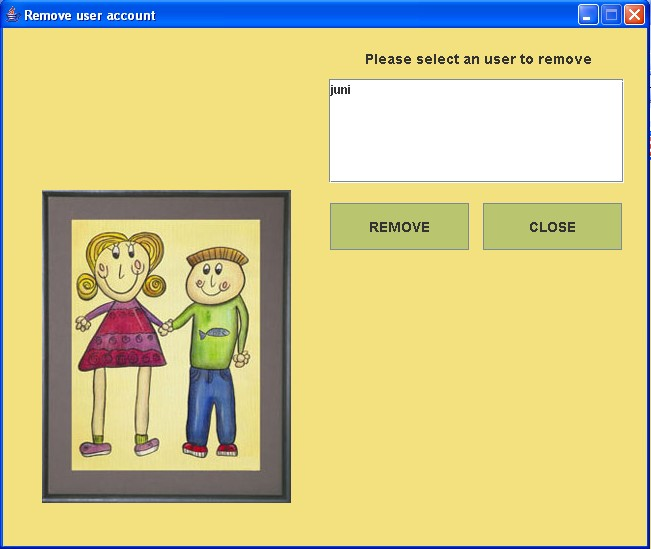 Remove user account
Please select an user to remove
juni
REMOVE
CLOSE